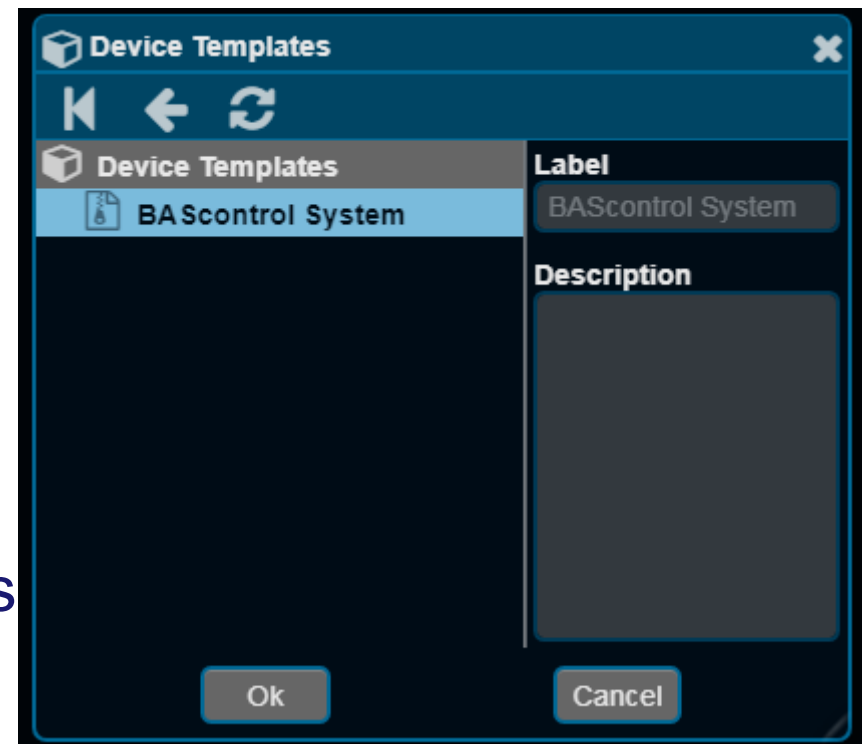 Device Templates
Device Templates
BAScontrol System
Label
BAScontrol System
Description
s
Ok
Cancel